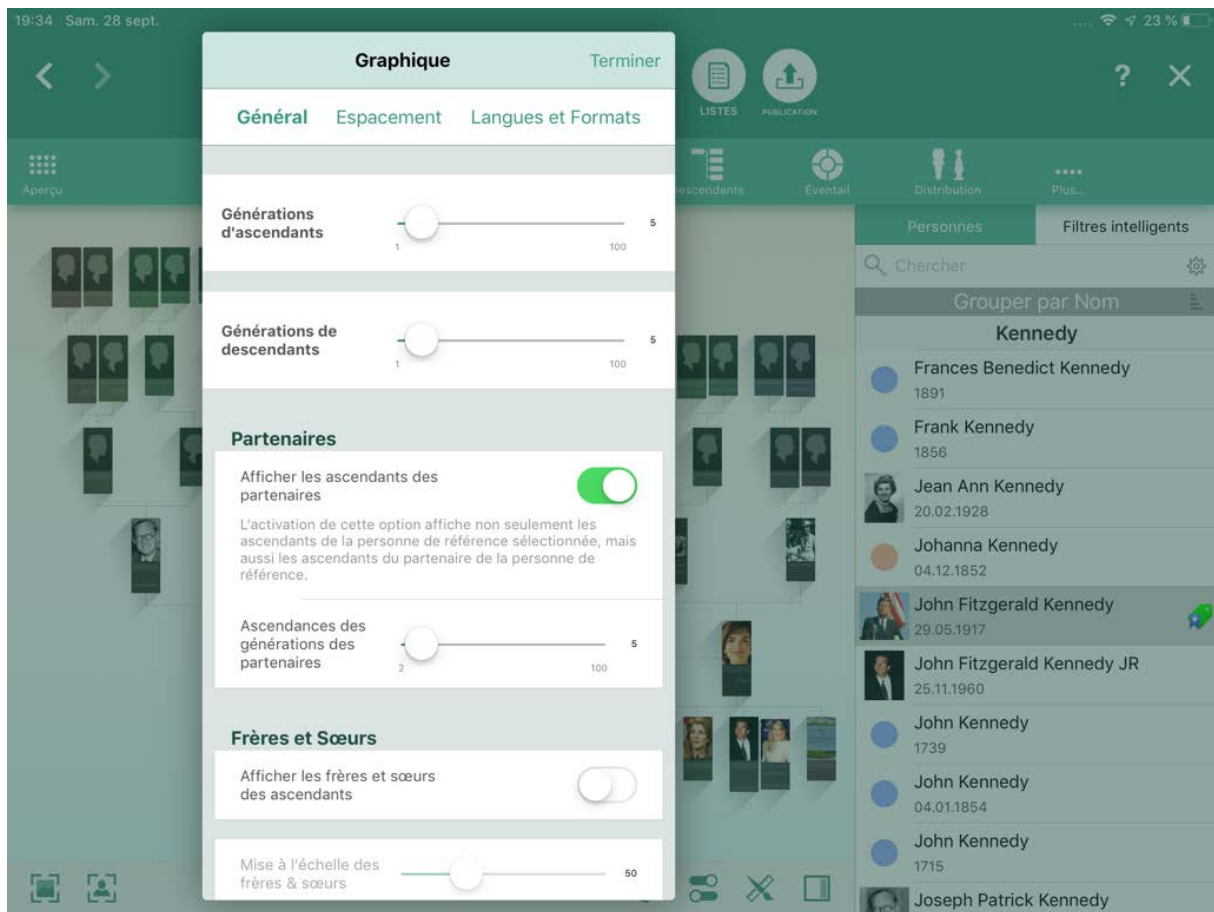 19:34 Sam. 28 sept.
23 %
Graphique
Terminer
LISTES
PUBLICATION
?
Général
Espacement
Langues et Formats
Aperçu
Éventail
Distribution
Plus...
Générations
d'ascendants
5
1
100
Générations de
descendants
5
1
100
Partenaires
Afficher les ascendants des
partenaires
L'activation de cette option affiche non seulement les
ascendants de la personne de référence sélectionnée, mais
aussi les ascendants du partenaire de la personne de
référence.
Ascendances des
générations des
partenaires
5
2
100
Frères et Sœurs
Afficher les frères et sœurs
des ascendants
Mise à l'échelle des
frères & sœurs
50
Personnes
Filtres intelligents
Chercher
Grouper par Nom
Kennedy
Frances Benedict Kennedy
1891
Frank Kennedy
1856
Jean Ann Kennedy
20.02.1928
Johanna Kennedy
04.12.1852
John Fitzgerald Kennedy
29.05.1917
John Fitzgerald Kennedy JR
25.11.1960
John Kennedy
1739
John Kennedy
04.01.1854
John Kennedy
1715
Joseph Patrick Kennedy